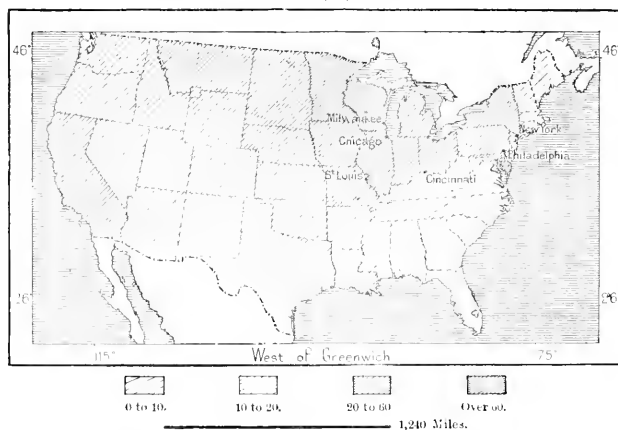 46° 46°
Milwaukee
Chicago
New York
Philadelphia
St Louis
Cincinnati
26° 26°
115° West of Greenwich 75°
0 to 10. 10 to 20. 20 to 60 Over 60.
1,240 Miles.